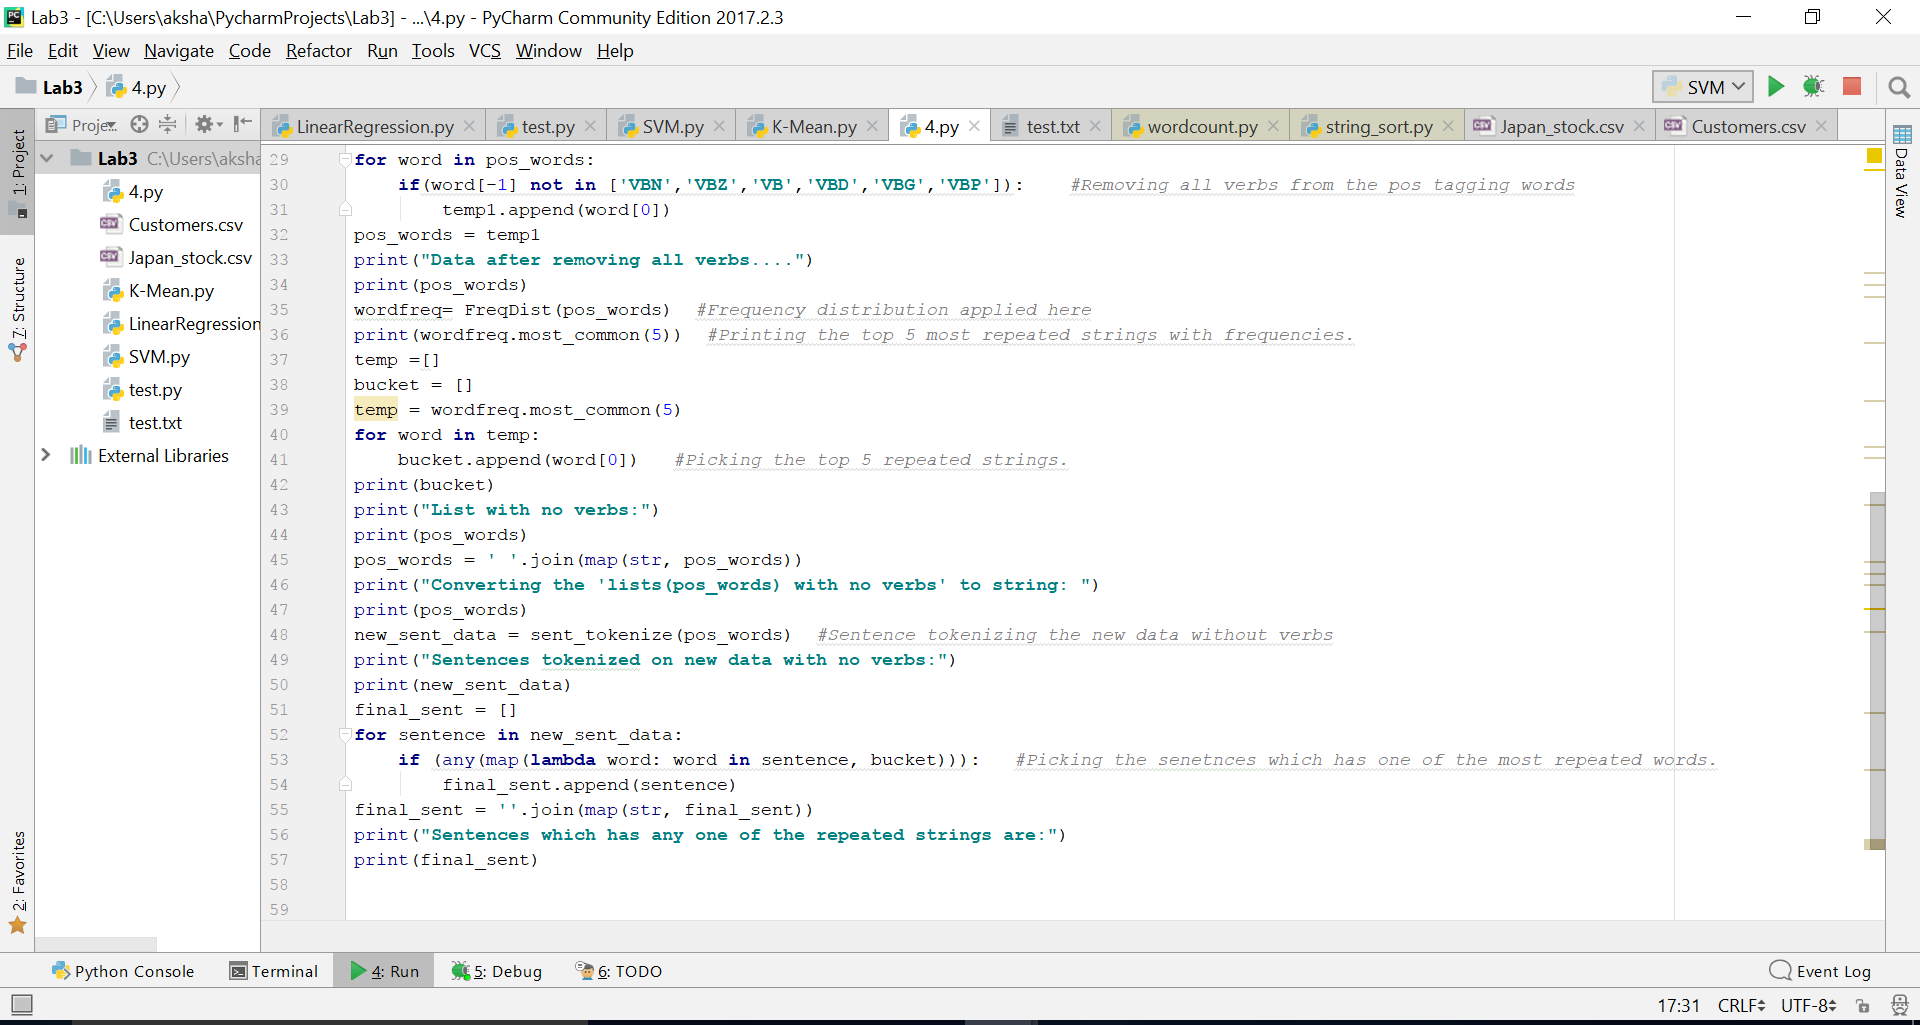 Lab3 - [C:\Users\aksha\PycharmProjects\Lab3] - ...\4.py - PyCharm Community Edition 2017.2.3
File Edit View Navigate Code Refactor Run Tools VCS Window Help
Lab3 4.py SVM
Proje LinearRegression.py test.py SVM.py K-Mean.py 4.py test.txt wordcount.py string_sort.py Japan_stock.csv Customers.csv
1: Project
7: Structure
2: Favorites
Data View
Lab3 C:\Users\aksha
4.py
Customers.csv
Japan_stock.csv
K-Mean.py
LinearRegression
SVM.py
test.py
test.txt
External Libraries
29 for word in pos_words:
30     if(word[-1] not in ['VBN','VBZ','VB','VBD','VBG','VBP']):    #Removing all verbs from the pos tagging words
31         temp1.append(word[0])
32 pos_words = temp1
33 print("Data after removing all verbs....")
34 print(pos_words)
35 wordfreq= FreqDist(pos_words)  #Frequency distribution applied here
36 print(wordfreq.most_common(5))  #Printing the top 5 most repeated strings with frequencies.
37 temp =[]
38 bucket = []
39 temp = wordfreq.most_common(5)
40 for word in temp:
41     bucket.append(word[0])   #Picking the top 5 repeated strings.
42 print(bucket)
43 print("List with no verbs:")
44 print(pos_words)
45 pos_words = ' '.join(map(str, pos_words))
46 print("Converting the 'lists(pos_words) with no verbs' to string: ")
47 print(pos_words)
48 new_sent_data = sent_tokenize(pos_words)  #Sentence tokenizing the new data without verbs
49 print("Sentences tokenized on new data with no verbs:")
50 print(new_sent_data)
51 final_sent = []
52 for sentence in new_sent_data:
53     if (any(map(lambda word: word in sentence, bucket))):   #Picking the senetnces which has one of the most repeated words.
54         final_sent.append(sentence)
55 final_sent = ''.join(map(str, final_sent))
56 print("Sentences which has any one of the repeated strings are:")
57 print(final_sent)
58
59
Python Console Terminal 4: Run 5: Debug 6: TODO Event Log
17:31 CRLF UTF-8